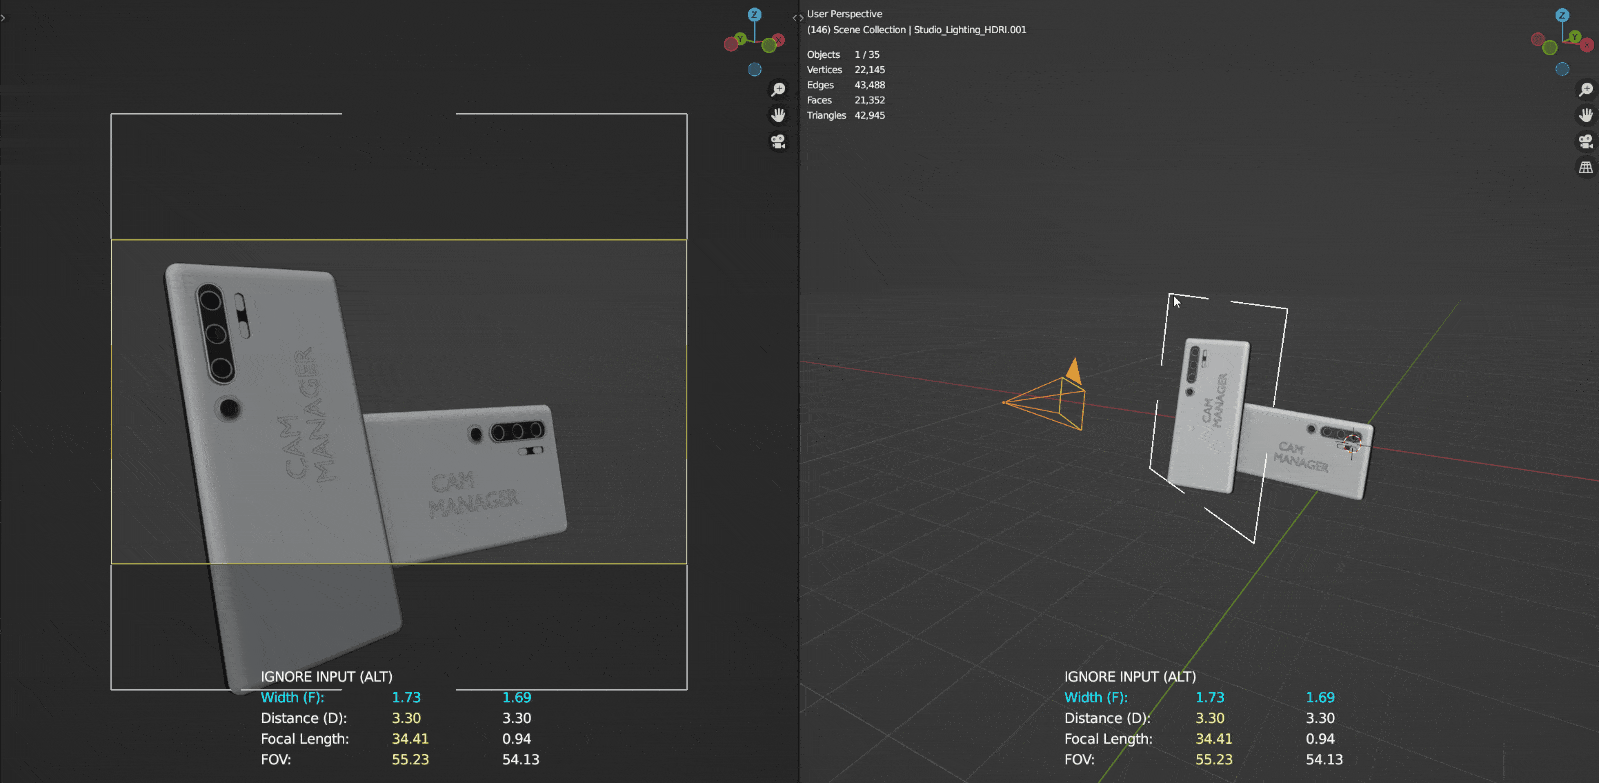 Z
Y
X
CAM
MANAGER
CAM
MANAGER
IGNORE INPUT (ALT)
Width (F): 1.73 1.69
Distance (D): 3.30 3.30
Focal Length: 34.41 0.94
FOV: 55.23 54.13
User Perspective
(146) Scene Collection | Studio_Lighting_HDRI.001
Objects 1 / 35
Vertices 22,145
Edges 43,488
Faces 21,352
Triangles 42,945
Z
Y
X
CAM
MANAGER
CAM
MANAGER
IGNORE INPUT (ALT)
Width (F): 1.73 1.69
Distance (D): 3.30 3.30
Focal Length: 34.41 0.94
FOV: 55.23 54.13